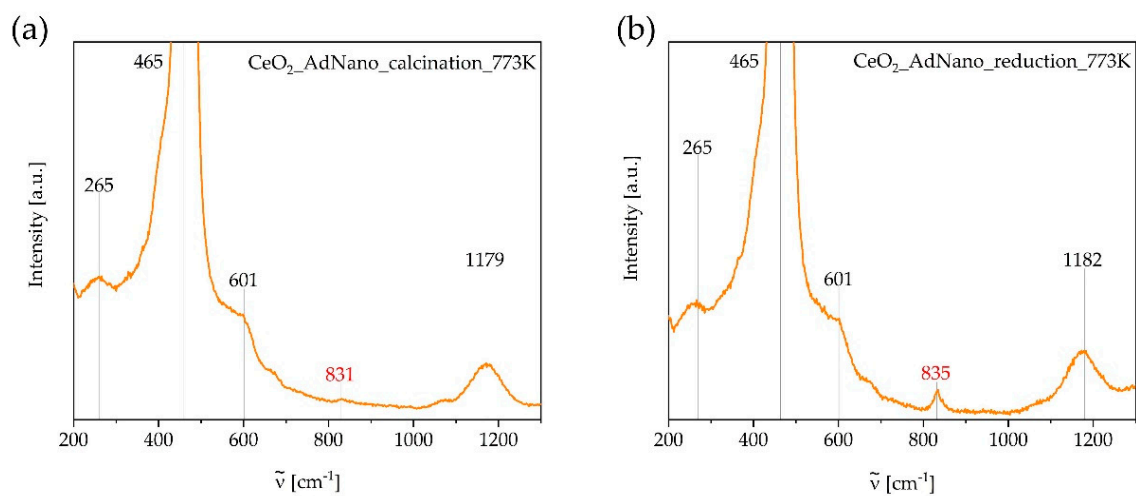 (a)
CeO₂_AdNano_calcination_773K
465
265
601
831
1179
Intensity [a.u.]
200 400 600 800 1000 1200
ṽ [cm⁻¹]
(b)
CeO₂_AdNano_reduction_773K
465
265
601
835
1182
Intensity [a.u.]
200 400 600 800 1000 1200
ṽ [cm⁻¹]